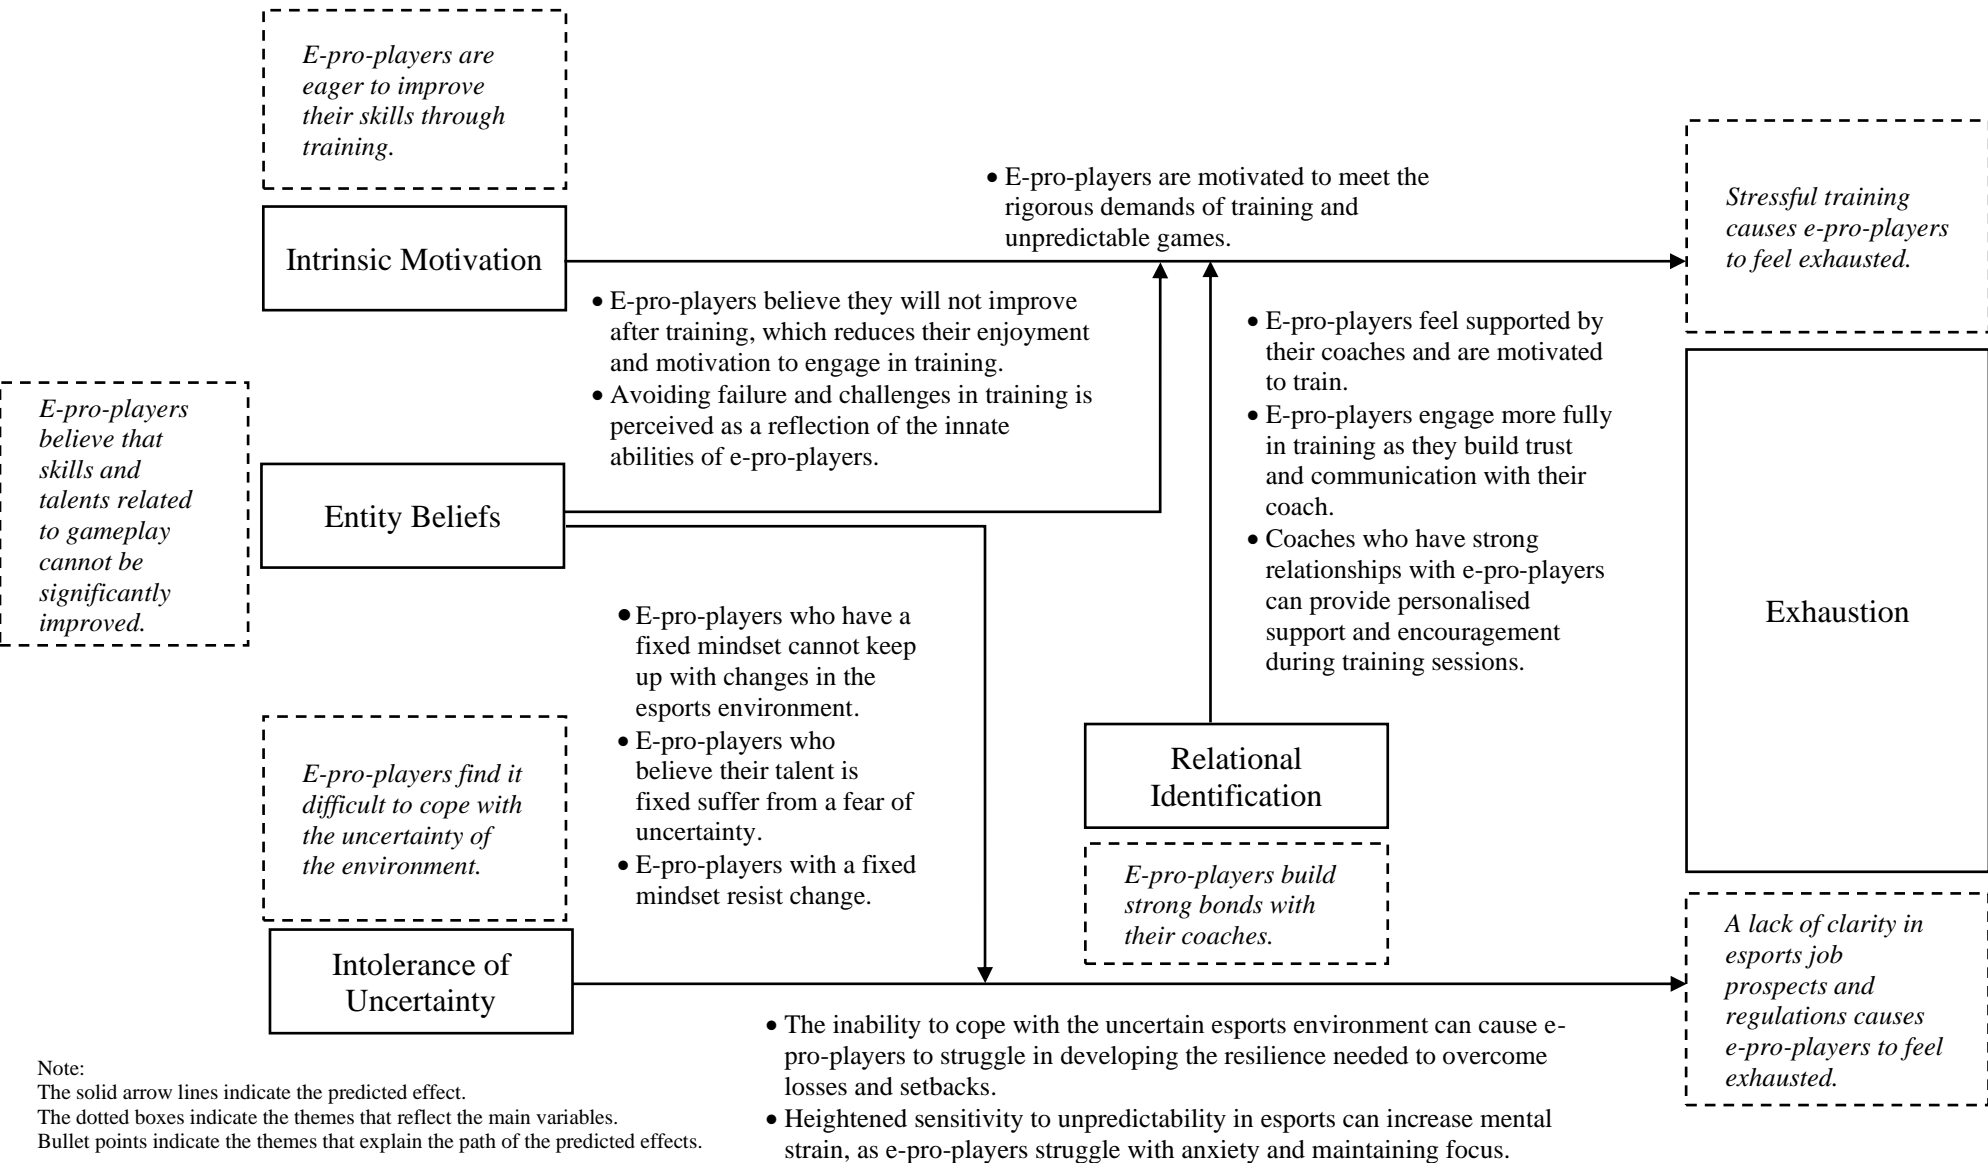 E-pro-players are
eager to improve
their skills through
training.
Intrinsic Motivation
• E-pro-players are motivated to meet the
rigorous demands of training and
unpredictable games.
Stressful training
causes e-pro-players
to feel exhausted.
• E-pro-players believe they will not improve
after training, which reduces their enjoyment
and motivation to engage in training.
• Avoiding failure and challenges in training is
perceived as a reflection of the innate
abilities of e-pro-players.
• E-pro-players feel supported by
their coaches and are motivated
to train.
• E-pro-players engage more fully
in training as they build trust
and communication with their
coach.
• Coaches who have strong
relationships with e-pro-players
can provide personalised
support and encouragement
during training sessions.
E-pro-players
believe that
skills and
talents related
to gameplay
cannot be
significantly
improved.
Entity Beliefs
Exhaustion
• E-pro-players who have a
fixed mindset cannot keep
up with changes in the
esports environment.
• E-pro-players who
believe their talent is
fixed suffer from a fear of
uncertainty.
• E-pro-players with a fixed
mindset resist change.
Relational
Identification
E-pro-players build
strong bonds with
their coaches.
E-pro-players find it
difficult to cope with
the uncertainty of
the environment.
Intolerance of
Uncertainty
A lack of clarity in
esports job
prospects and
regulations causes
e-pro-players to feel
exhausted.
• The inability to cope with the uncertain esports environment can cause e-
pro-players to struggle in developing the resilience needed to overcome
losses and setbacks.
• Heightened sensitivity to unpredictability in esports can increase mental
strain, as e-pro-players struggle with anxiety and maintaining focus.
Note:
The solid arrow lines indicate the predicted effect.
The dotted boxes indicate the themes that reflect the main variables.
Bullet points indicate the themes that explain the path of the predicted effects.